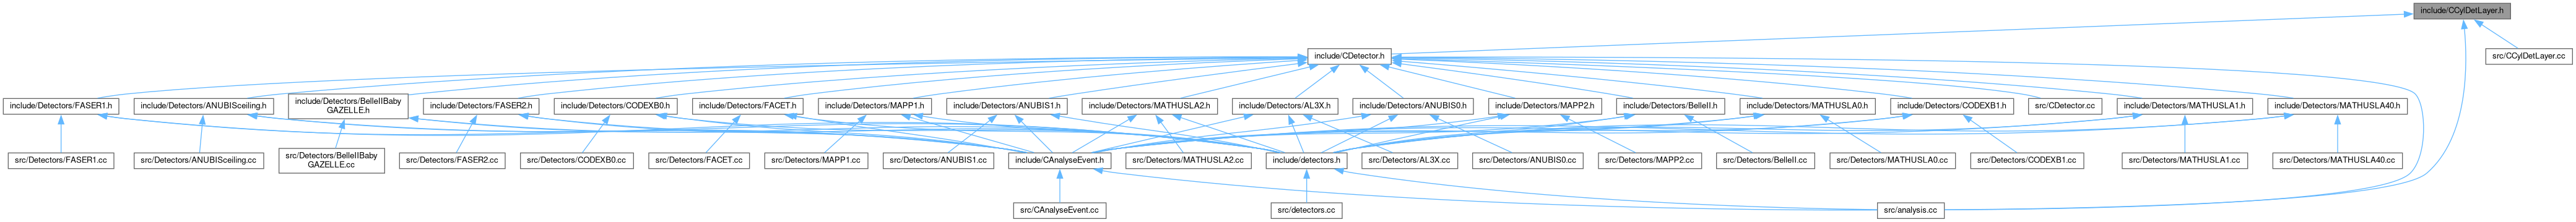 include/CCylDetLayer.h
include/CDetector.h
src/CCylDetLayer.cc
include/Detectors/FASER1.h
include/Detectors/ANUBISceiling.h
include/Detectors/BelleIIBaby
GAZELLE.h
include/Detectors/FASER2.h
include/Detectors/CODEXB0.h
include/Detectors/FACET.h
include/Detectors/MAPP1.h
include/Detectors/ANUBIS1.h
include/Detectors/MATHUSLA2.h
include/Detectors/AL3X.h
include/Detectors/ANUBIS0.h
include/Detectors/MAPP2.h
include/Detectors/BelleII.h
include/Detectors/MATHUSLA0.h
include/Detectors/CODEXB1.h
src/CDetector.cc
include/Detectors/MATHUSLA1.h
include/Detectors/MATHUSLA40.h
src/Detectors/FASER1.cc
src/Detectors/ANUBISceiling.cc
src/Detectors/BelleIIBaby
GAZELLE.cc
src/Detectors/FASER2.cc
src/Detectors/CODEXB0.cc
src/Detectors/FACET.cc
src/Detectors/MAPP1.cc
src/Detectors/ANUBIS1.cc
include/CAnalyseEvent.h
src/Detectors/MATHUSLA2.cc
include/detectors.h
src/Detectors/AL3X.cc
src/Detectors/ANUBIS0.cc
src/Detectors/MAPP2.cc
src/Detectors/BelleII.cc
src/Detectors/MATHUSLA0.cc
src/Detectors/CODEXB1.cc
src/Detectors/MATHUSLA1.cc
src/Detectors/MATHUSLA40.cc
src/CAnalyseEvent.cc
src/detectors.cc
src/analysis.cc